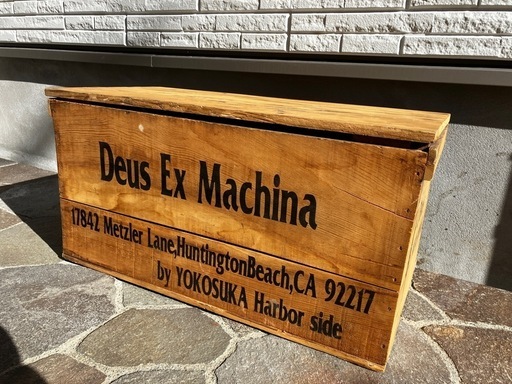 Deus Ex Machina
17842 Metzler Lane,HuntingtonBeach,CA 92217
by YOKOSUKA Harbor side